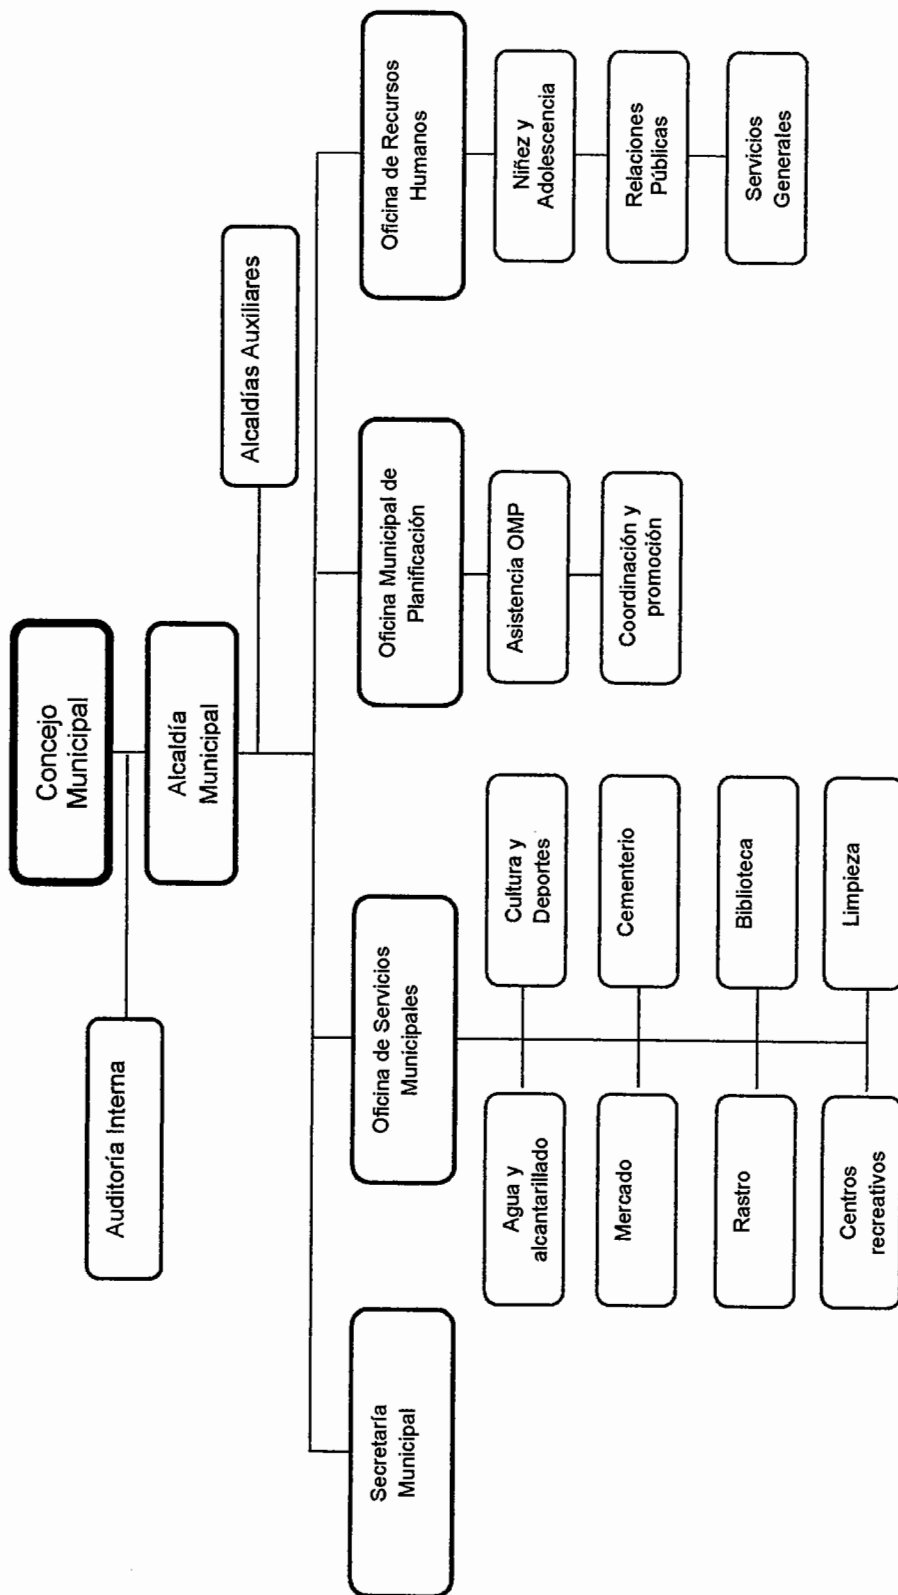 Concejo
Municipal
Auditoría Interna
Alcaldía
Municipal
Alcaldías Auxiliares
Secretaría
Municipal
Oficina de Servicios
Municipales
Oficina Municipal de
Planificación
Oficina de Recursos
Humanos
Agua y
alcantarillado
Cultura y
Deportes
Mercado
Cementerio
Rastro
Biblioteca
Centros
recreativos
Limpieza
Asistencia OMP
Coordinación y
promoción
Niñez y
Adolescencia
Relaciones
Públicas
Servicios
Generales